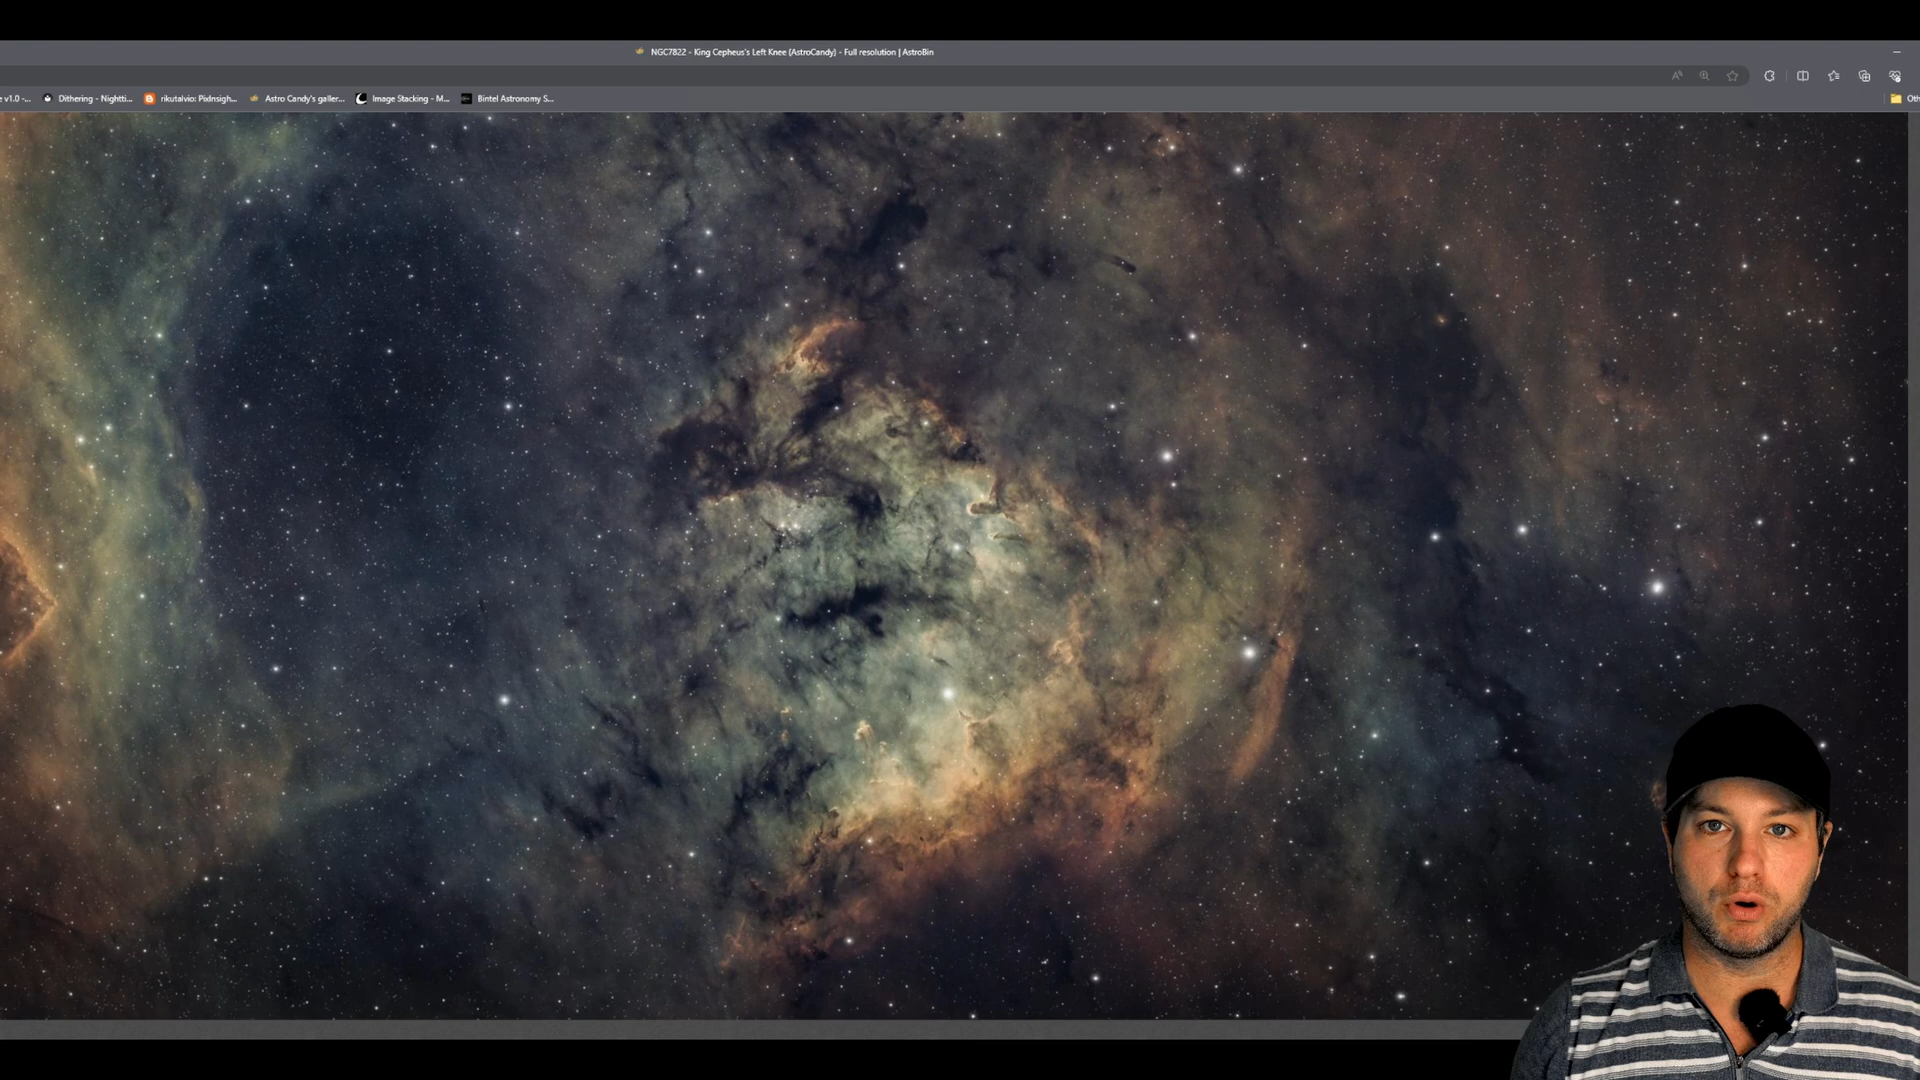 NGC7822 - King Cepheus's Left Knee (AstroCandy) - Full resolution | AstroBin
e v1.0 -... Dithering - Nightti... rikutalvio: PixInsigh... Astro Candy's galler... Image Stacking - M... Bintel Astronomy S... Oth